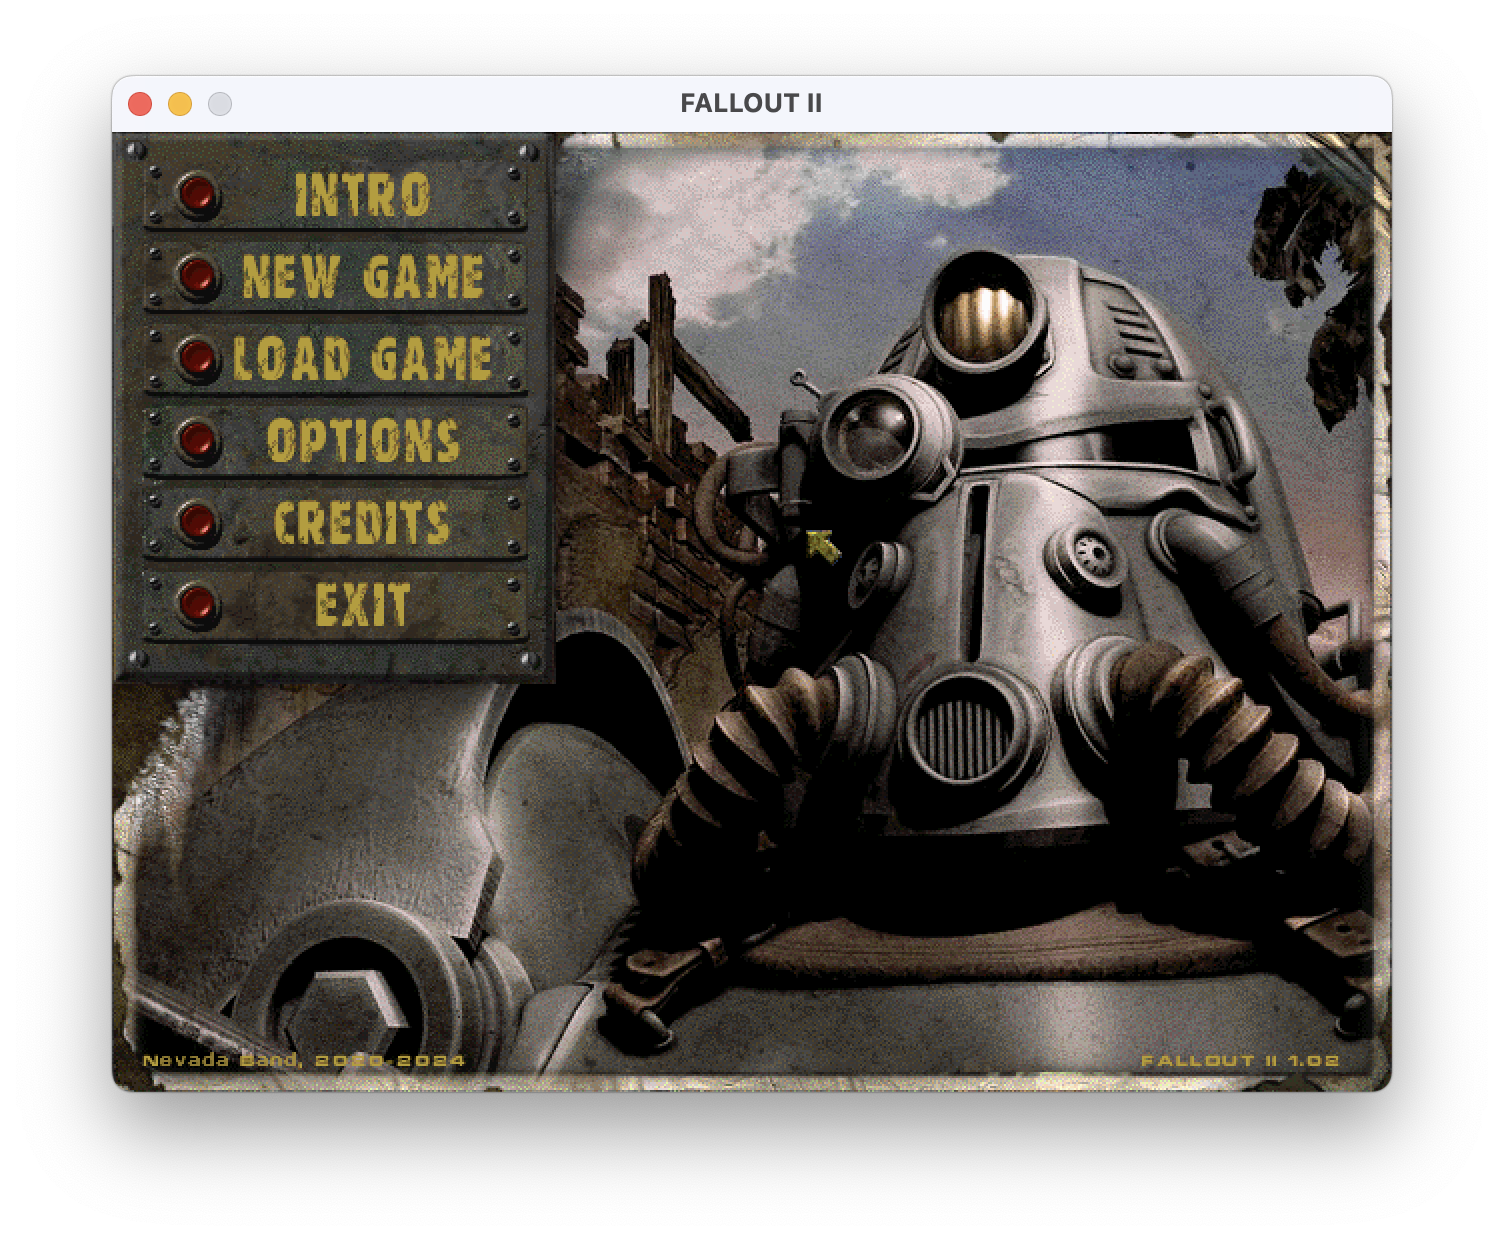 FALLOUT II
INTRO
NEW GAME
LOAD GAME
OPTIONS
CREDITS
EXIT
Nevada Band, 2020-2024
FALLOUT II 1.02